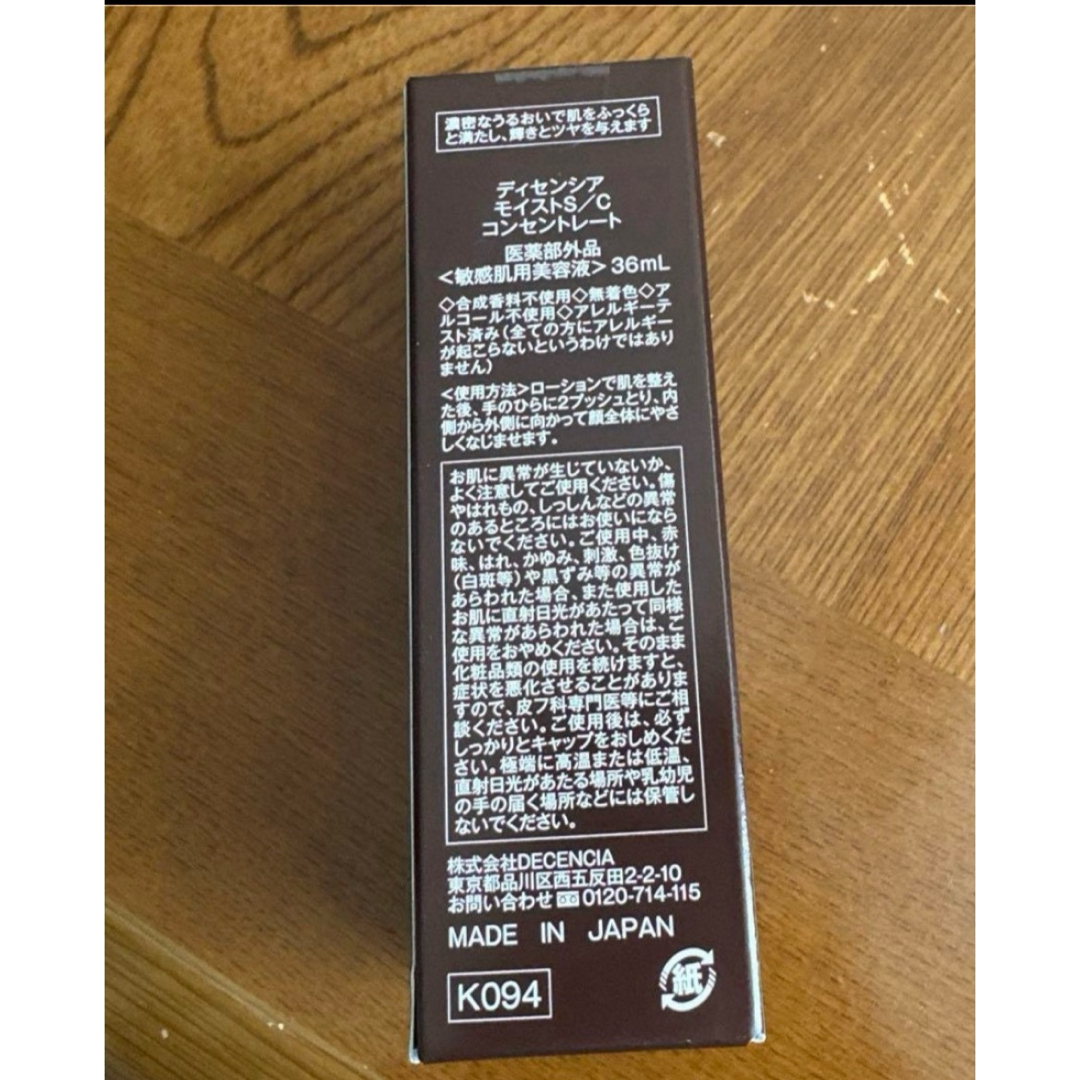 濃密なうるおいで肌をふっくら
と満たし、輝きとツヤを与えます
ディセンシア
モイストS／C
コンセントレート
医薬部外品
＜敏感肌用美容液＞36mL
◇合成香料不使用◇無着色◇ア
ルコール不使用◇アレルギーテ
スト済み（全ての方にアレルギー
が起こらないというわけではあり
ません）
＜使用方法＞ローションで肌を整え
た後、手のひらに2プッシュとり、内
側から外側に向かって顔全体にやさ
しくなじませます。
お肌に異常が生じていないか、
よく注意してご使用ください。傷
やはれもの、しっしんなどの異常
のあるところにはお使いになら
ないでください。ご使用中、赤
味、はれ、かゆみ、刺激、色抜け
（白斑等）や黒ずみ等の異常が
あらわれた場合、また使用した
お肌に直射日光があたって同様
な異常があらわれた場合は、ご
使用をおやめください。そのまま
化粧品類の使用を続けますと、
症状を悪化させることがありま
すので、皮フ科専門医等にご相
談ください。ご使用後は、必ず
しっかりとキャップをおしめくだ
さい。極端に高温または低温、
直射日光があたる場所や乳幼児
の手の届く場所などには保管し
ないでください。
株式会社DECENCIA
東京都品川区西五反田2-2-10
お問い合わせ 0120-714-115
MADE IN JAPAN
K094
紙